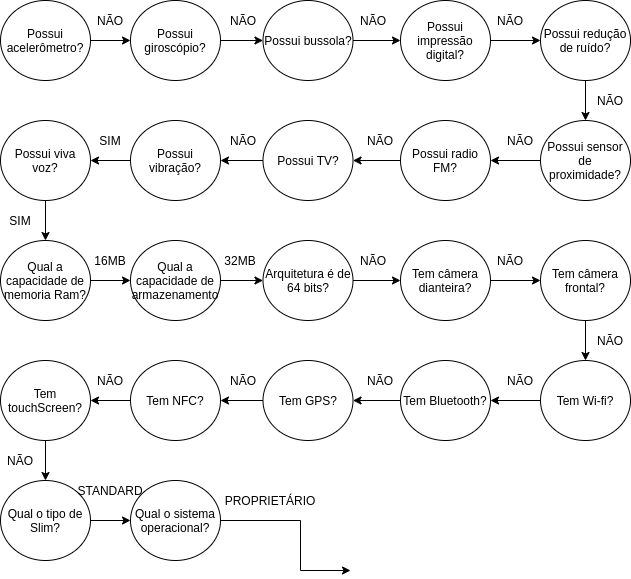 Possui
acelerômetro?
NÃO
Possui
giroscópio?
NÃO
Possui bussola?
NÃO
Possui
impressão
digital?
NÃO
Possui redução
de ruído?
NÃO
Possui sensor
de
proximidade?
NÃO
Possui radio
FM?
NÃO
Possui TV?
NÃO
Possui
vibração?
SIM
Possui viva
voz?
SIM
Qual a
capacidade de
memoria Ram?
16MB
Qual a
capacidade de
armazenamento
32MB
Arquitetura é de
64 bits?
NÃO
Tem câmera
dianteira?
NÃO
Tem câmera
frontal?
NÃO
Tem Wi-fi?
NÃO
Tem Bluetooth?
NÃO
Tem GPS?
NÃO
Tem NFC?
NÃO
Tem
touchScreen?
NÃO
Qual o tipo de
Slim?
STANDARD
Qual o sistema
operacional?
PROPRIETÁRIO